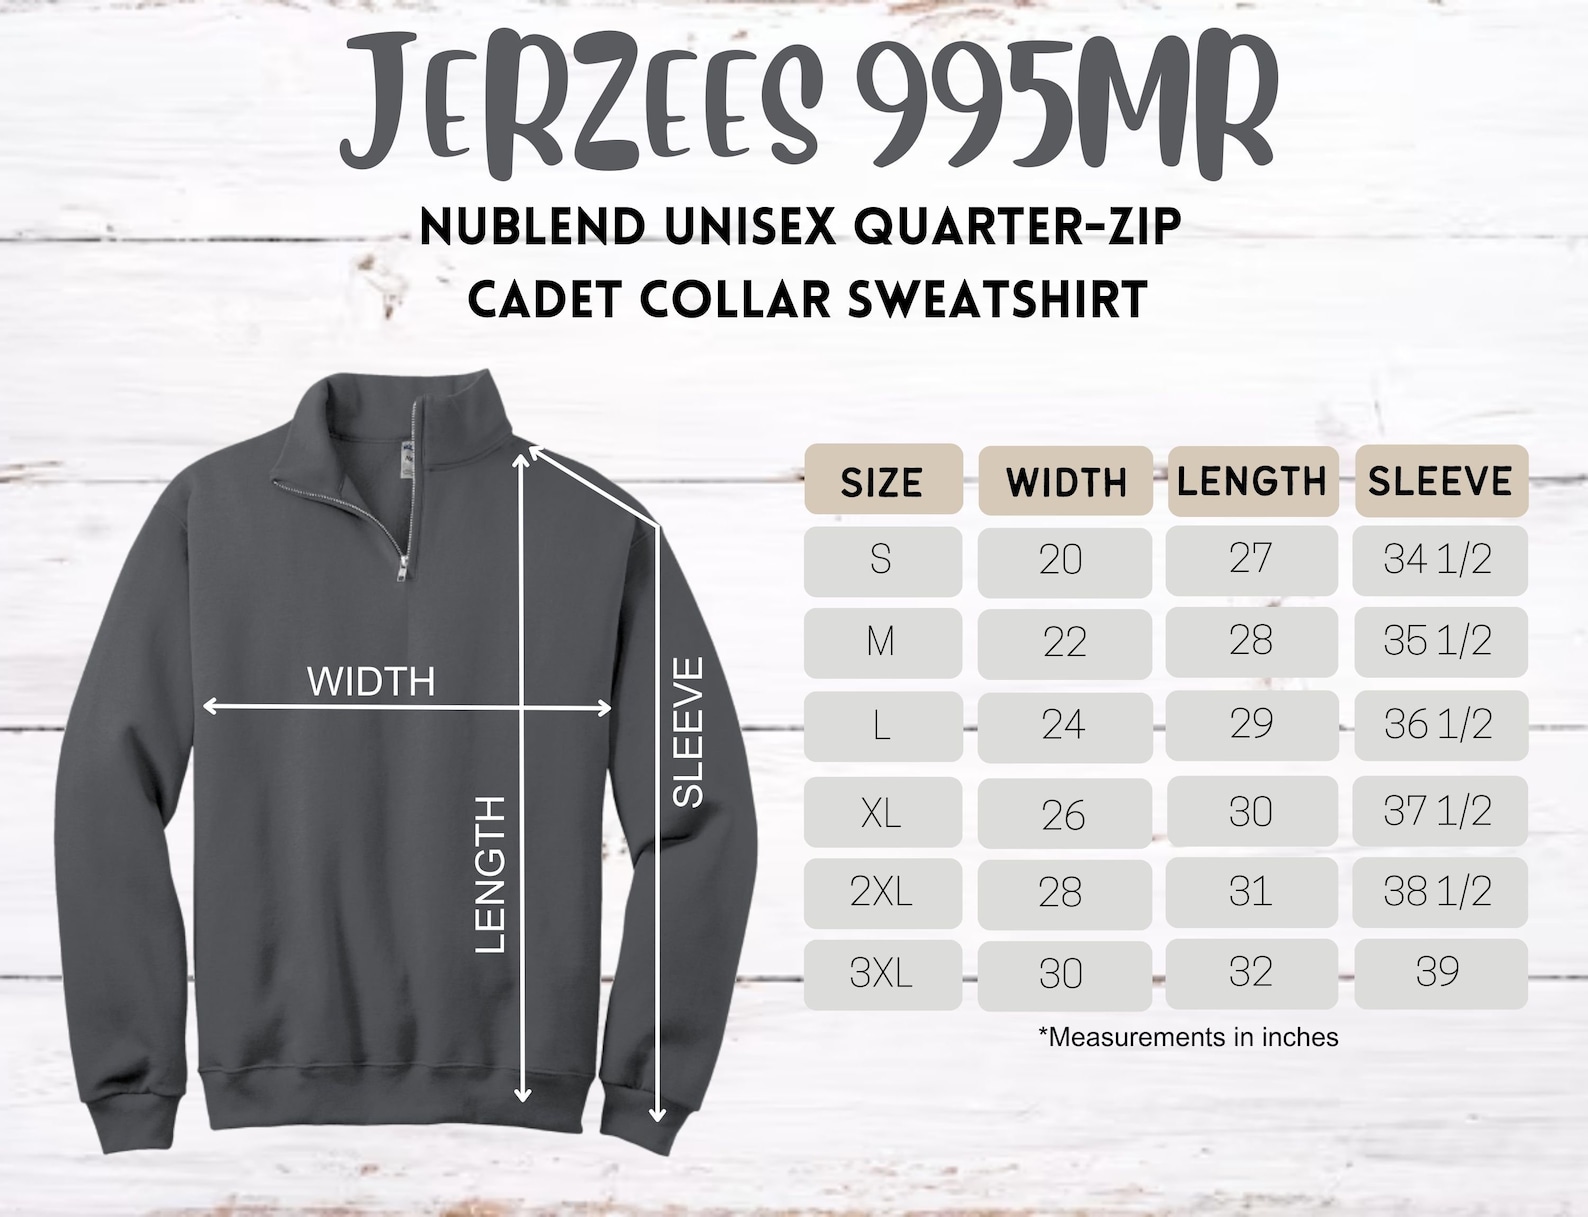 JERZEES 995MR
NUBLEND UNISEX QUARTER-ZIP
CADET COLLAR SWEATSHIRT
WIDTH
LENGTH
SLEEVE
SIZE WIDTH LENGTH SLEEVE
S 20 27 34 1/2
M 22 28 35 1/2
L 24 29 36 1/2
XL 26 30 37 1/2
2XL 28 31 38 1/2
3XL 30 32 39
*Measurements in inches